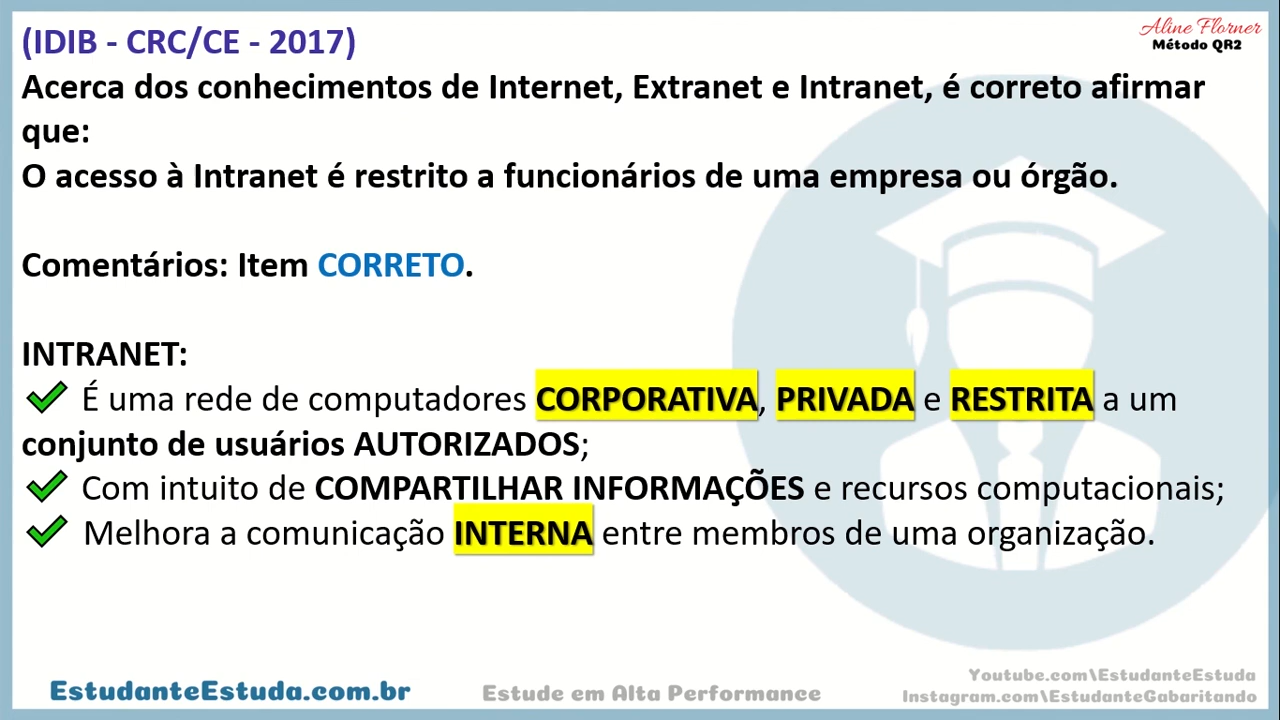 (IDIB - CRC/CE - 2017)
Aline Florner
Método QR2
Acerca dos conhecimentos de Internet, Extranet e Intranet, é correto afirmar
que:
O acesso à Intranet é restrito a funcionários de uma empresa ou órgão.
Comentários: Item CORRETO.
INTRANET:
É uma rede de computadores CORPORATIVA, PRIVADA e RESTRITA a um
conjunto de usuários AUTORIZADOS;
Com intuito de COMPARTILHAR INFORMAÇÕES e recursos computacionais;
Melhora a comunicação INTERNA entre membros de uma organização.
EstudanteEstuda.com.br
Estude em Alta Performance
Youtube.com\EstudanteEstuda
Instagram.com\EstudanteGabaritando